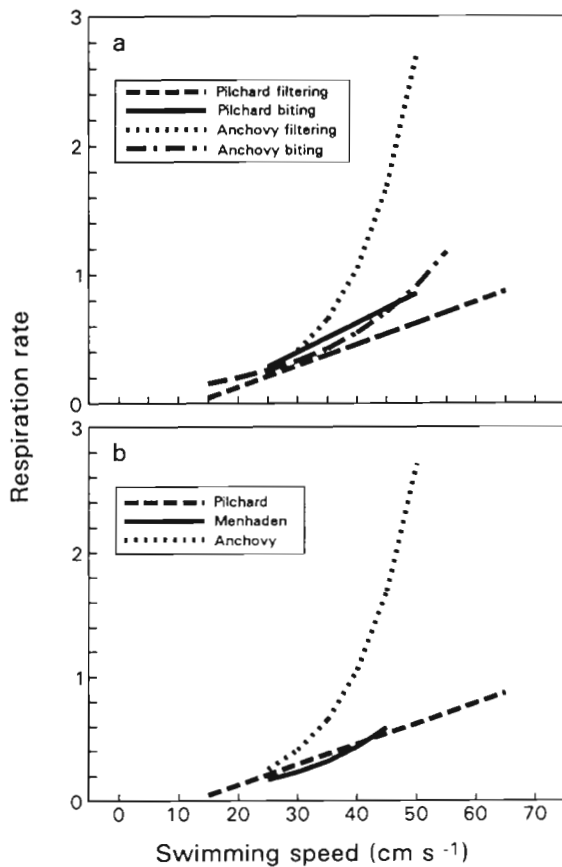 3
a
Pilchard filtering
Pilchard biting
Anchovy filtering
Anchovy biting
2
1
0
Respiration rate
3
b
Pilchard
Menhaden
Anchovy
2
1
0
0 10 20 30 40 50 60 70
Swimming speed (cm s⁻¹)